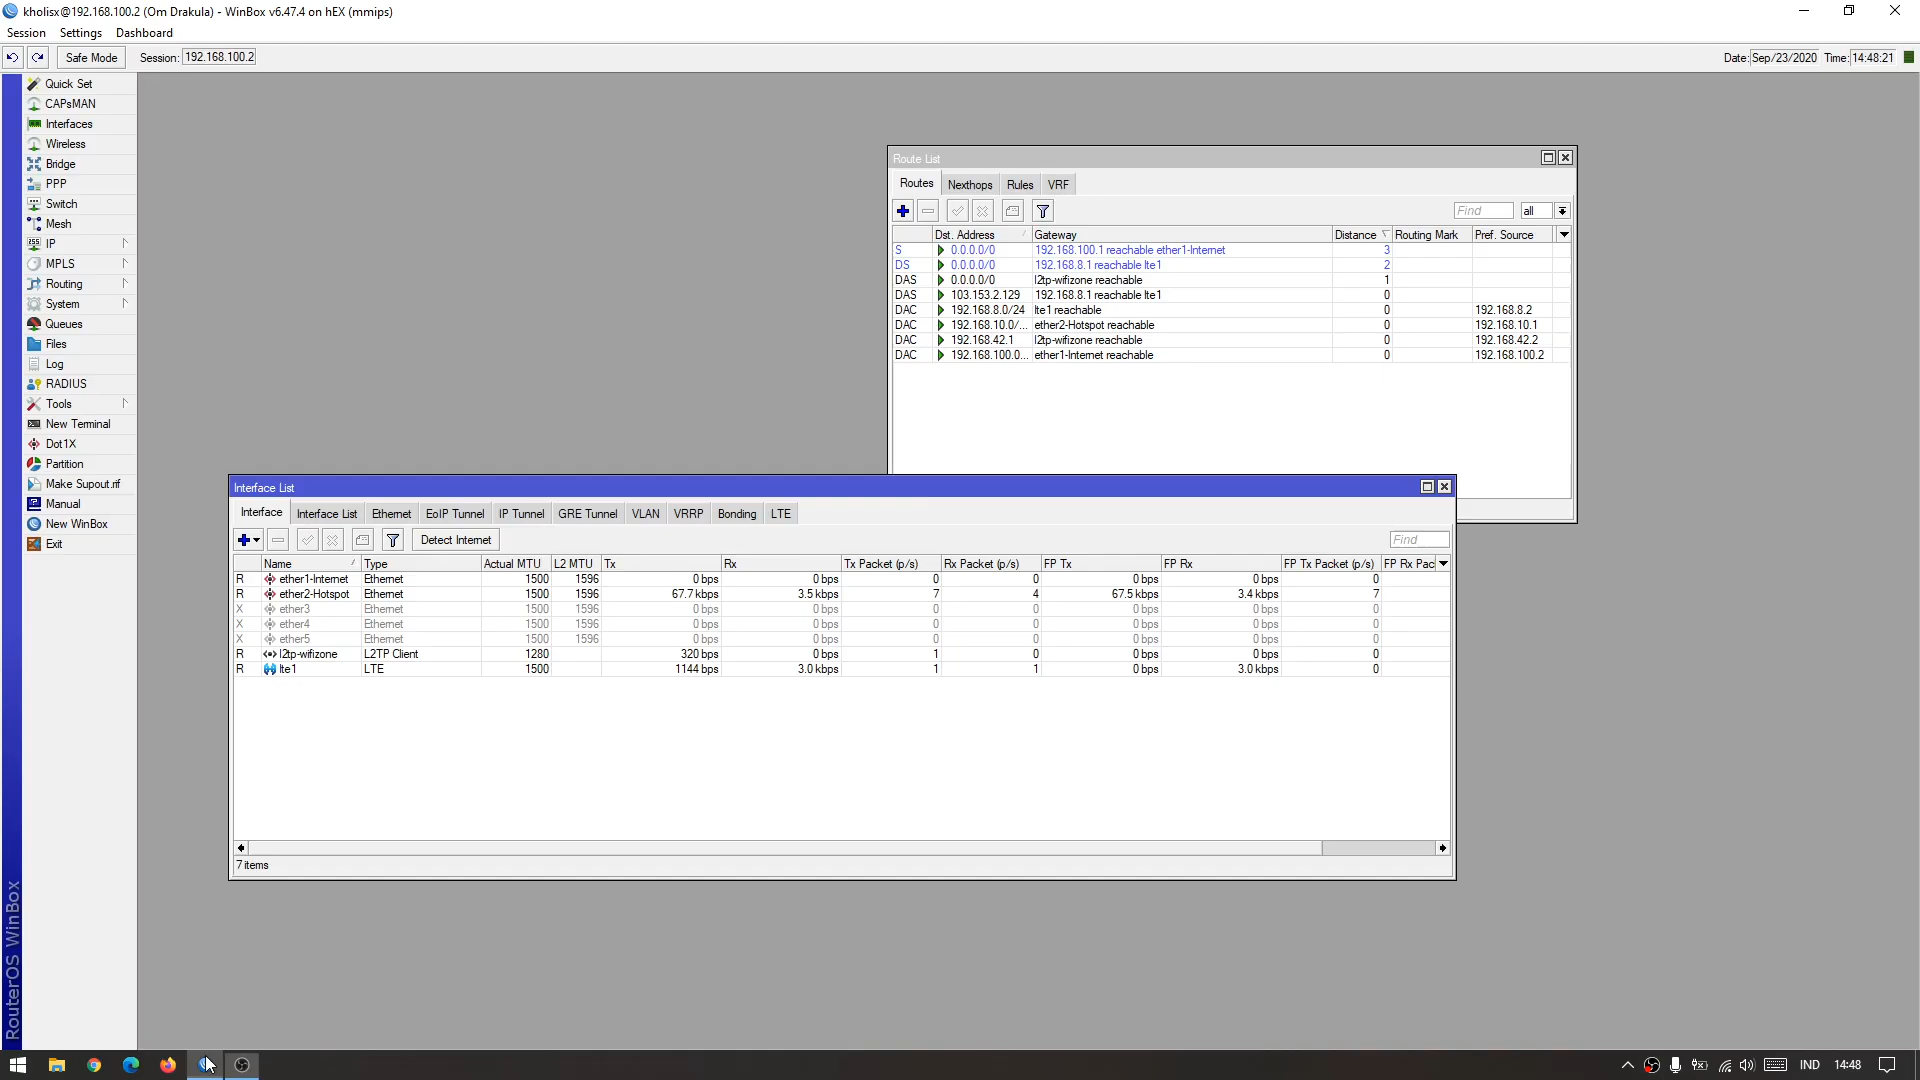 kholisx@192.168.100.2 (Om Drakula) - WinBox v6.47.4 on hEX (mmips)
Session Settings Dashboard
Safe Mode Session: 192.168.100.2 Date: Sep/23/2020 Time: 14:48:21
Quick Set
CAPsMAN
Interfaces
Wireless
Bridge
PPP
Switch
Mesh
IP
MPLS
Routing
System
Queues
Files
Log
RADIUS
Tools
New Terminal
Dot1X
Partition
Make Supout.rif
Manual
New WinBox
Exit
RouterOS WinBox
Route List
Routes Nexthops Rules VRF
Find all
Dst. Address Gateway Distance Routing Mark Pref. Source
S 0.0.0.0/0 192.168.100.1 reachable ether1-Internet 3
DS 0.0.0.0/0 192.168.8.1 reachable lte1 2
DAS 0.0.0.0/0 l2tp-wifizone reachable 1
DAS 103.153.2.129 192.168.8.1 reachable lte1 0
DAC 192.168.8.0/24 lte1 reachable 0 192.168.8.2
DAC 192.168.10.0/... ether2-Hotspot reachable 0 192.168.10.1
DAC 192.168.42.1 l2tp-wifizone reachable 0 192.168.42.2
DAC 192.168.100.0... ether1-Internet reachable 0 192.168.100.2
Interface List
Interface Interface List Ethernet EoIP Tunnel IP Tunnel GRE Tunnel VLAN VRRP Bonding LTE
Detect Internet Find
Name Type Actual MTU L2 MTU Tx Rx Tx Packet (p/s) Rx Packet (p/s) FP Tx FP Rx FP Tx Packet (p/s) FP Rx Pac
R ether1-Internet Ethernet 1500 1596 0 bps 0 bps 0 0 0 bps 0 bps 0
R ether2-Hotspot Ethernet 1500 1596 67.7 kbps 3.5 kbps 7 4 67.5 kbps 3.4 kbps 7
X ether3 Ethernet 1500 1596 0 bps 0 bps 0 0 0 bps 0 bps 0
X ether4 Ethernet 1500 1596 0 bps 0 bps 0 0 0 bps 0 bps 0
X ether5 Ethernet 1500 1596 0 bps 0 bps 0 0 0 bps 0 bps 0
R l2tp-wifizone L2TP Client 1280 320 bps 0 bps 1 0 0 bps 0 bps 0
R lte1 LTE 1500 1144 bps 3.0 kbps 1 1 0 bps 3.0 kbps 0
7 items
IND 14:48